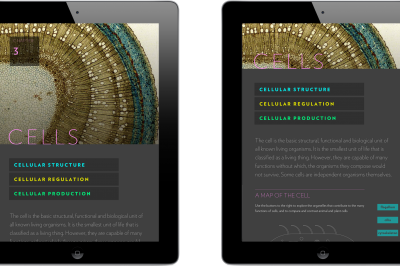 3
CELLS.
CELLULAR STRUCTURE
CELLULAR REGULATION
CELLULAR PRODUCTION
The cell is the basic structural, functional and biological unit of
all known living organisms. It is the smallest unit of life that is
classified as a living thing. However, they are capable of many
CELLS.
CELLULAR STRUCTURE
CELLULAR REGULATION
CELLULAR PRODUCTION
The cell is the basic, structural, functional and biological unit of
all known living organisms. It is the smallest unit of life that is
classified as a living thing. However, they are capable of many
functions without which, the organisms they compose would
not survive. Some cells are independent organisms themselves.
A MAP OF THE CELL